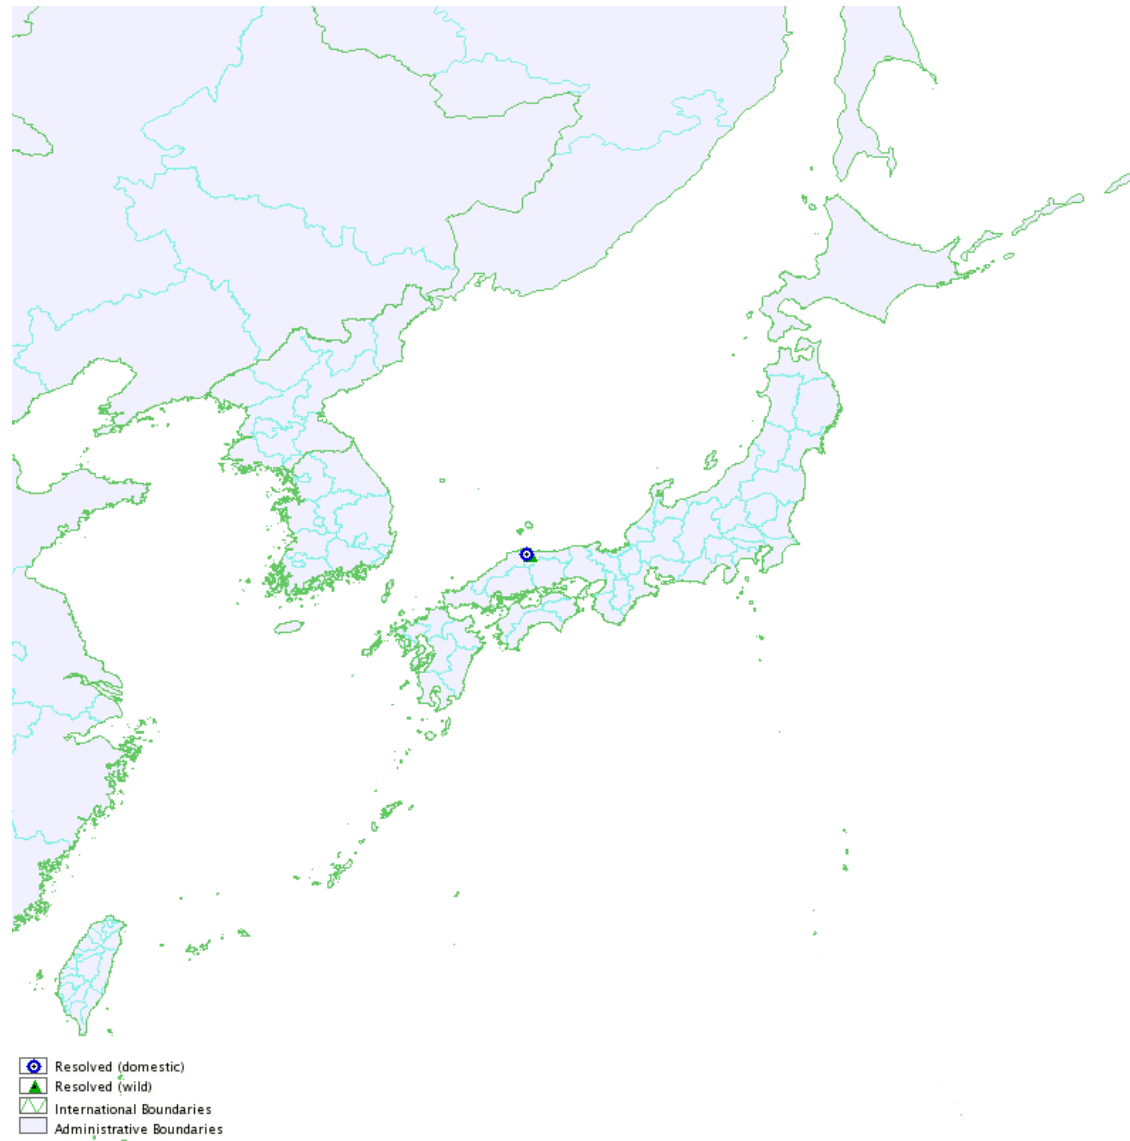 Resolved (domestic)
Resolved (wild)
International Boundaries
Administrative Boundaries